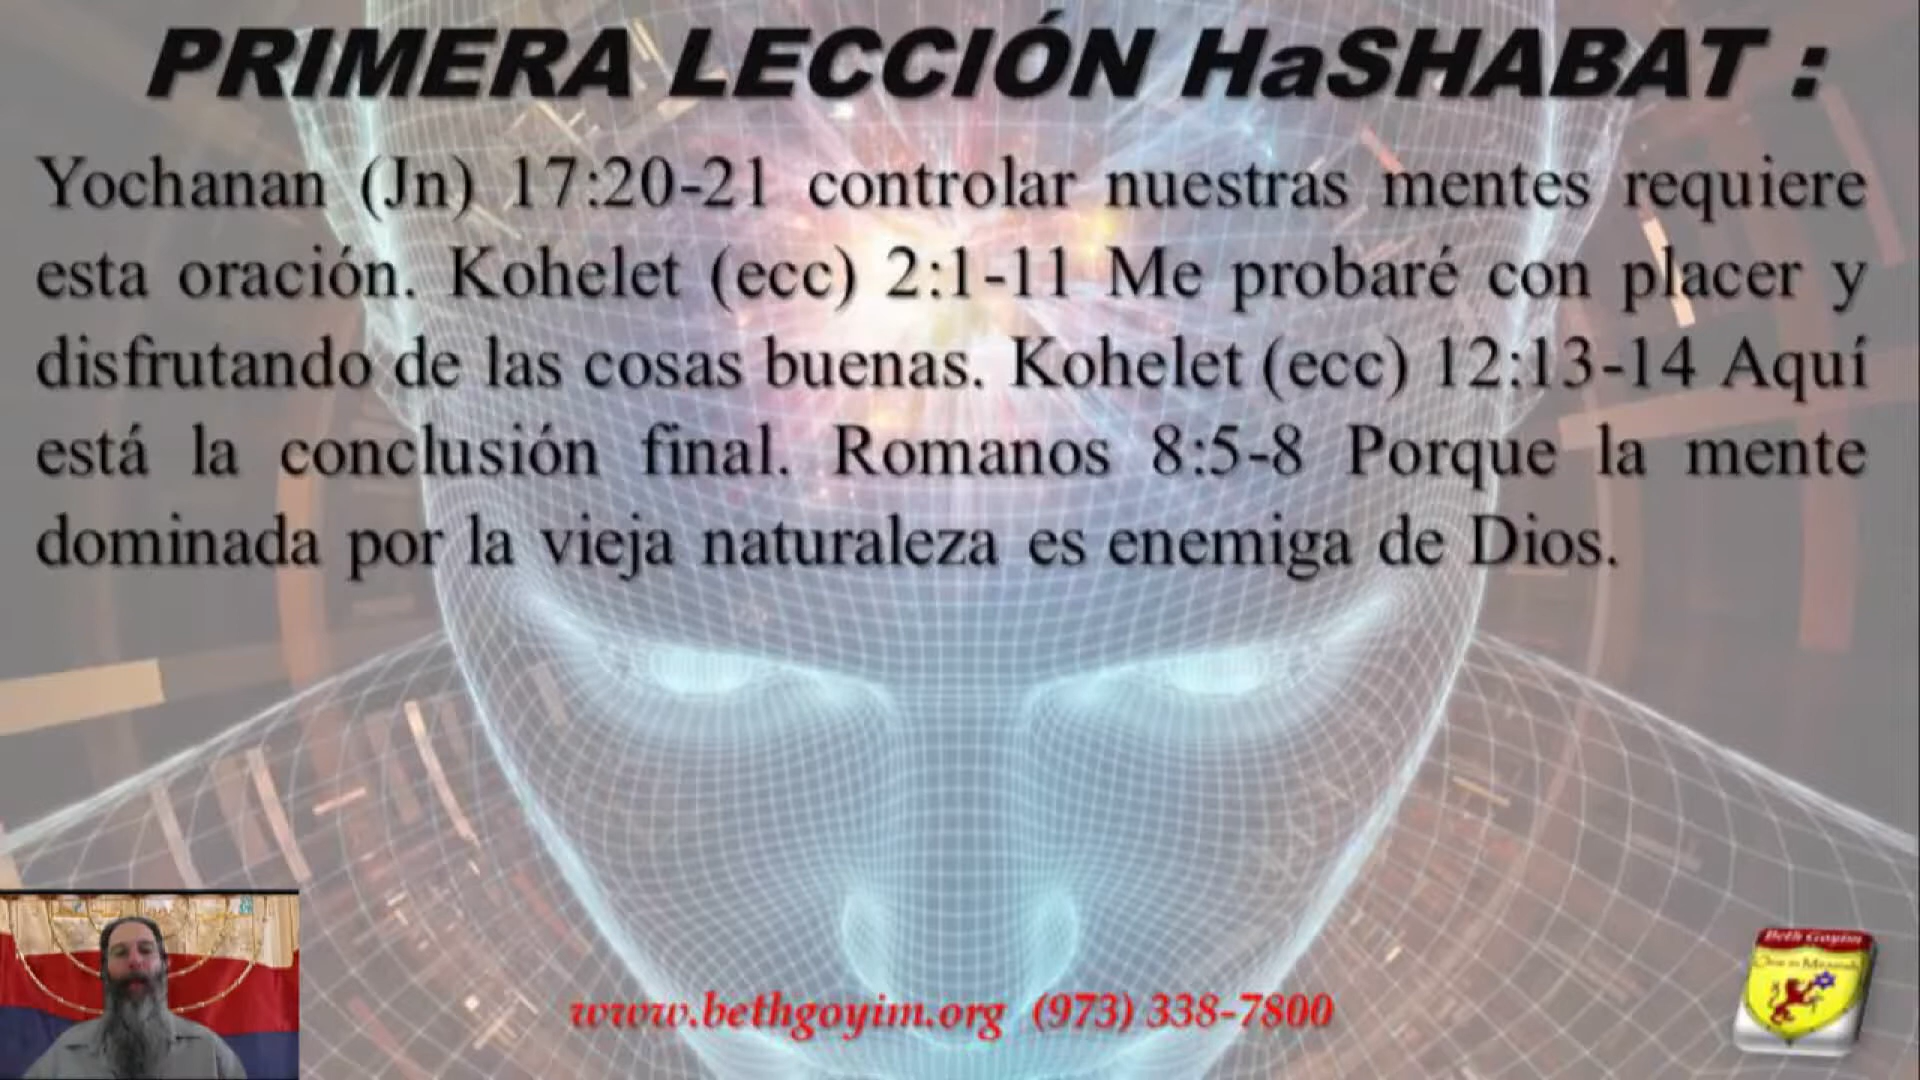 PRIMERA LECCIÓN HaSHABAT :
Yochanan (Jn) 17:20-21 controlar nuestras mentes requiere
esta oración. Kohelet (ecc) 2:1-11 Me probaré con placer y
disfrutando de las cosas buenas. Kohelet (ecc) 12:13-14 Aquí
está la conclusión final. Romanos 8:5-8 Porque la mente
dominada por la vieja naturaleza es enemiga de Dios.
www.bethgoyim.org (973) 338-7800
Beth Goyim